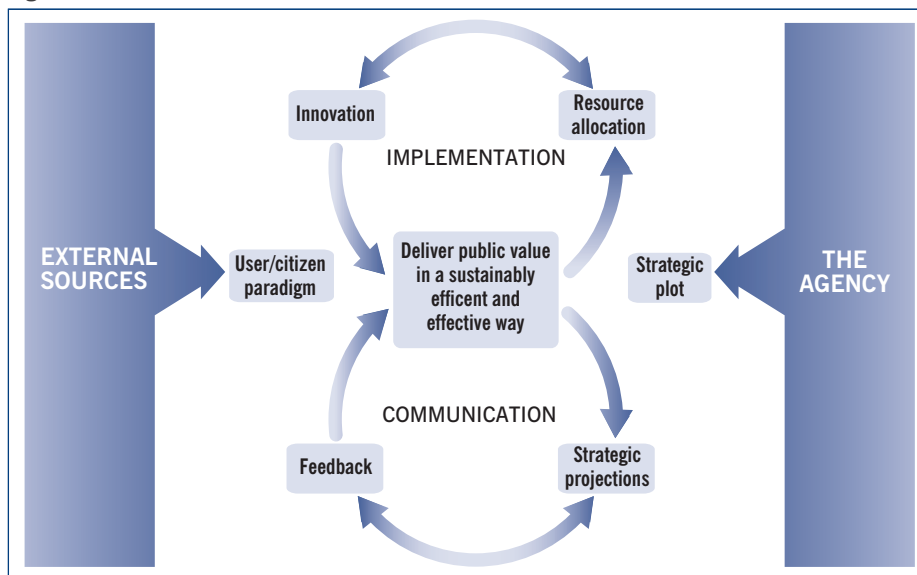 Innovation
Resource
allocation
IMPLEMENTATION
EXTERNAL
SOURCES
User/citizen
paradigm
Deliver public value
in a sustainably
efficent and
effective way
Strategic
plot
THE
AGENCY
COMMUNICATION
Feedback
Strategic
projections